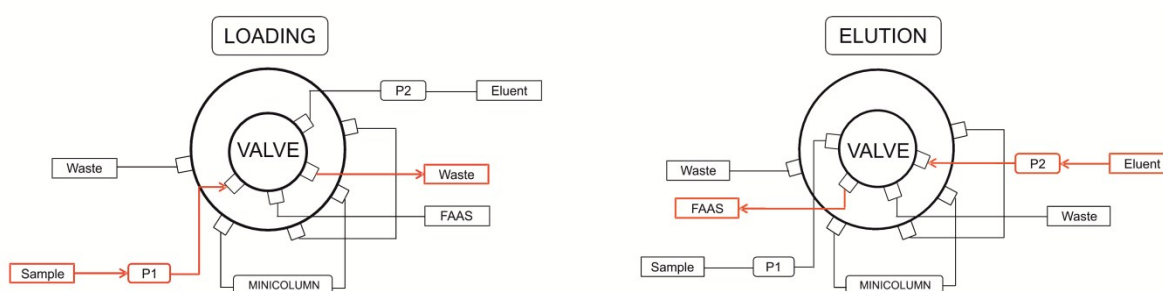 LOADING
P2
Eluent
VALVE
Waste
Waste
FAAS
Sample
P1
MINICOLUMN
ELUTION
VALVE
Waste
P2
Eluent
FAAS
Waste
Sample
P1
MINICOLUMN